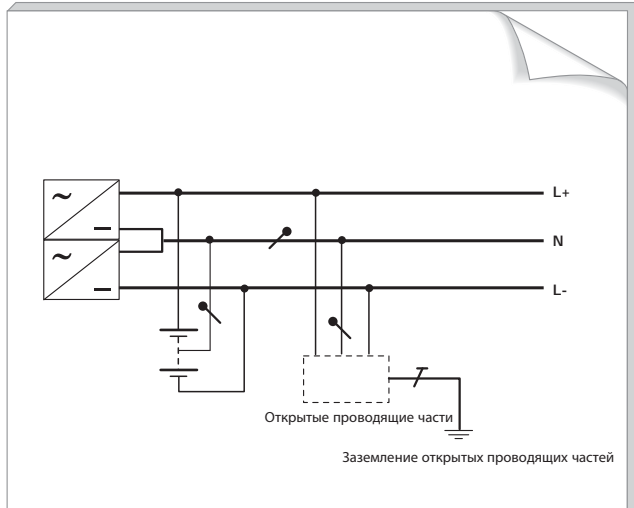 L+
N
L-
Открытые проводящие части
Заземление открытых проводящих частей